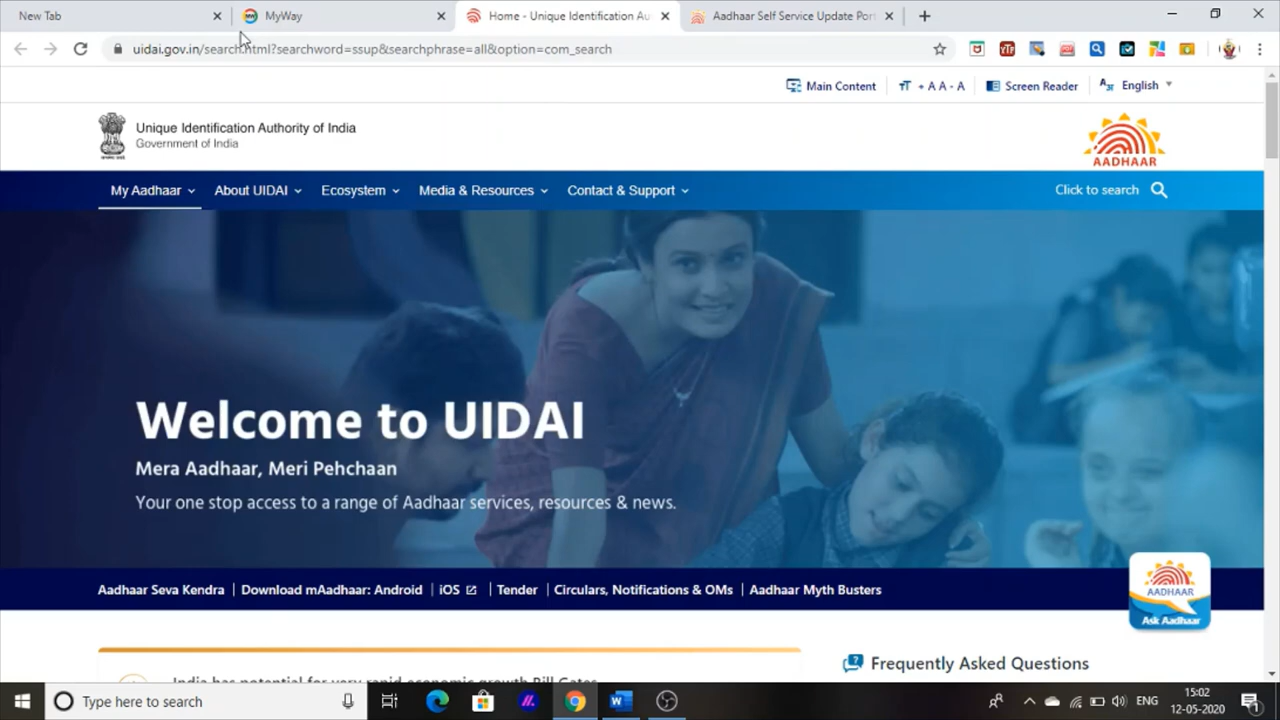 New Tab
MyWay
Home - Unique Identification Au
Aadhaar Self Service Update Port
uidai.gov.in/search.html?searchword=ssup&searchphrase=all&option=com_search
Main Content
+ A A - A
Screen Reader
English
Unique Identification Authority of India
Government of India
AADHAAR
My Aadhaar
About UIDAI
Ecosystem
Media & Resources
Contact & Support
Click to search
Welcome to UIDAI
Mera Aadhaar, Meri Pehchaan
Your one stop access to a range of Aadhaar services, resources & news.
Aadhaar Seva Kendra | Download mAadhaar: Android | iOS | Tender | Circulars, Notifications & OMs | Aadhaar Myth Busters
AADHAAR
Ask Aadhaar
India has potential for very rapid economic growth Bill Gates
Frequently Asked Questions
Type here to search
ENG
15:02
12-05-2020